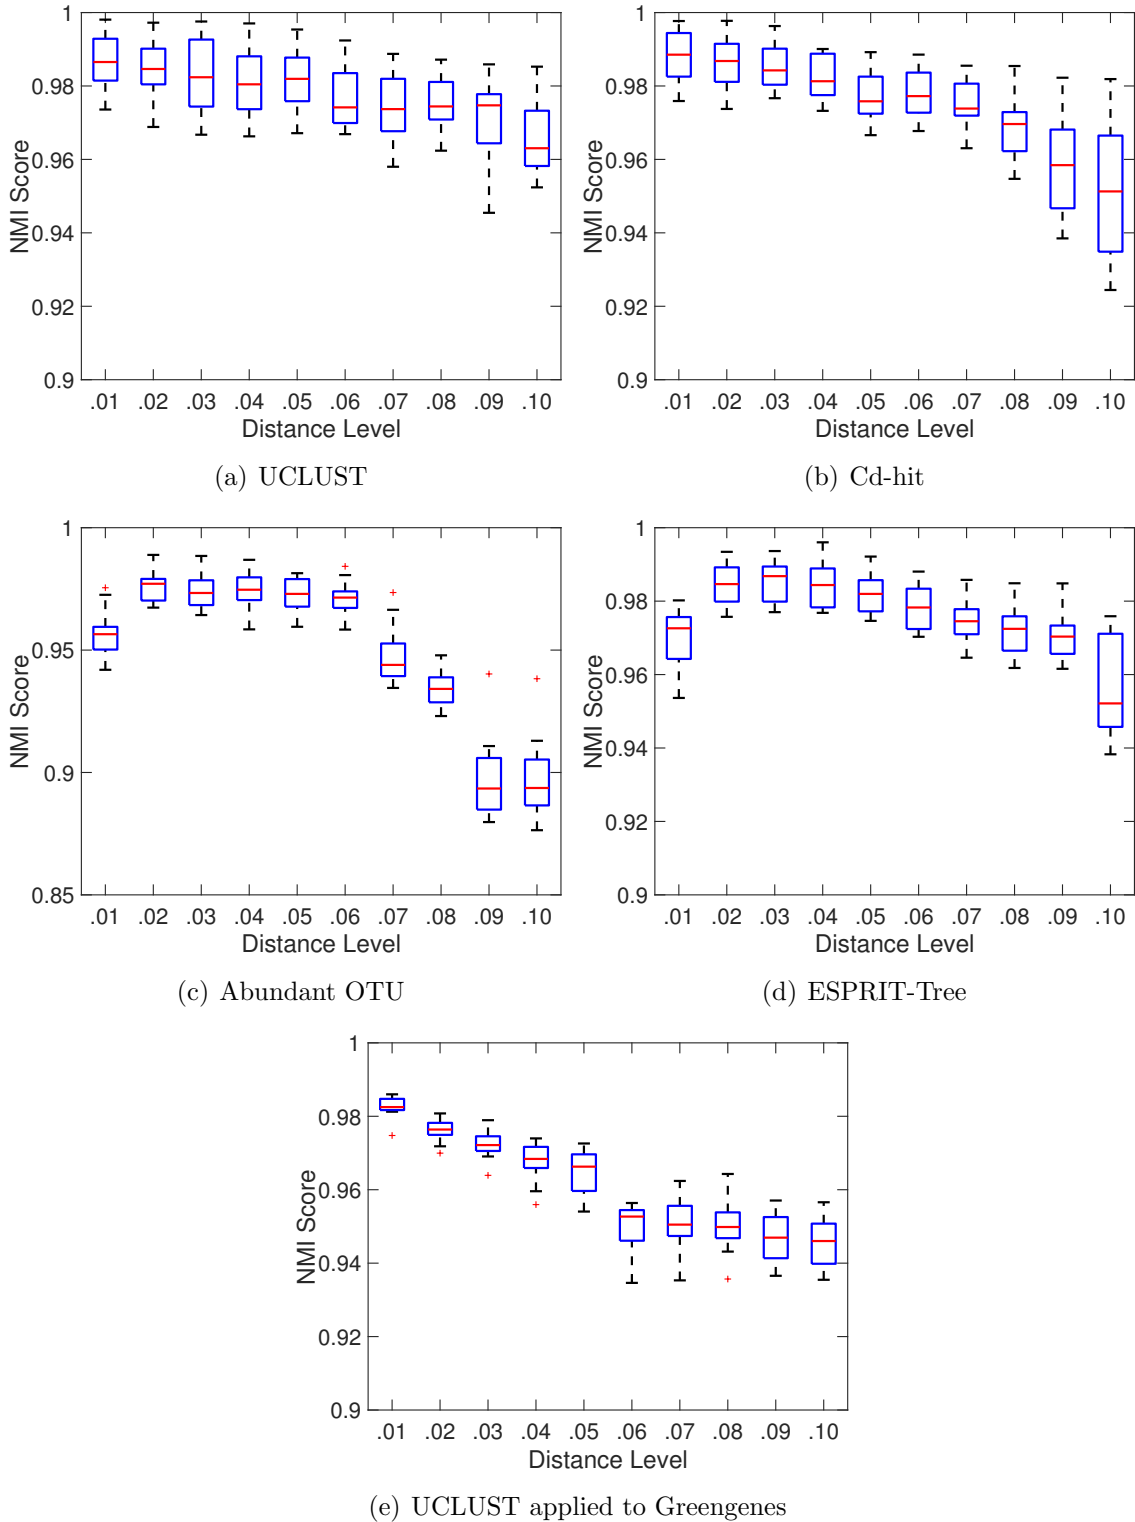 1
0.98
0.96
0.94
0.92
0.9
NMI Score
.01 .02 .03 .04 .05 .06 .07 .08 .09 .10
Distance Level
(a) UCLUST
1
0.98
0.96
0.94
0.92
0.9
NMI Score
.01 .02 .03 .04 .05 .06 .07 .08 .09 .10
Distance Level
(b) Cd-hit
1
0.95
0.9
0.85
NMI Score
.01 .02 .03 .04 .05 .06 .07 .08 .09 .10
Distance Level
(c) Abundant OTU
1
0.98
0.96
0.94
0.92
0.9
NMI Score
.01 .02 .03 .04 .05 .06 .07 .08 .09 .10
Distance Level
(d) ESPRIT-Tree
1
0.98
0.96
0.94
0.92
0.9
NMI Score
.01 .02 .03 .04 .05 .06 .07 .08 .09 .10
Distance Level
(e) UCLUST applied to Greengenes